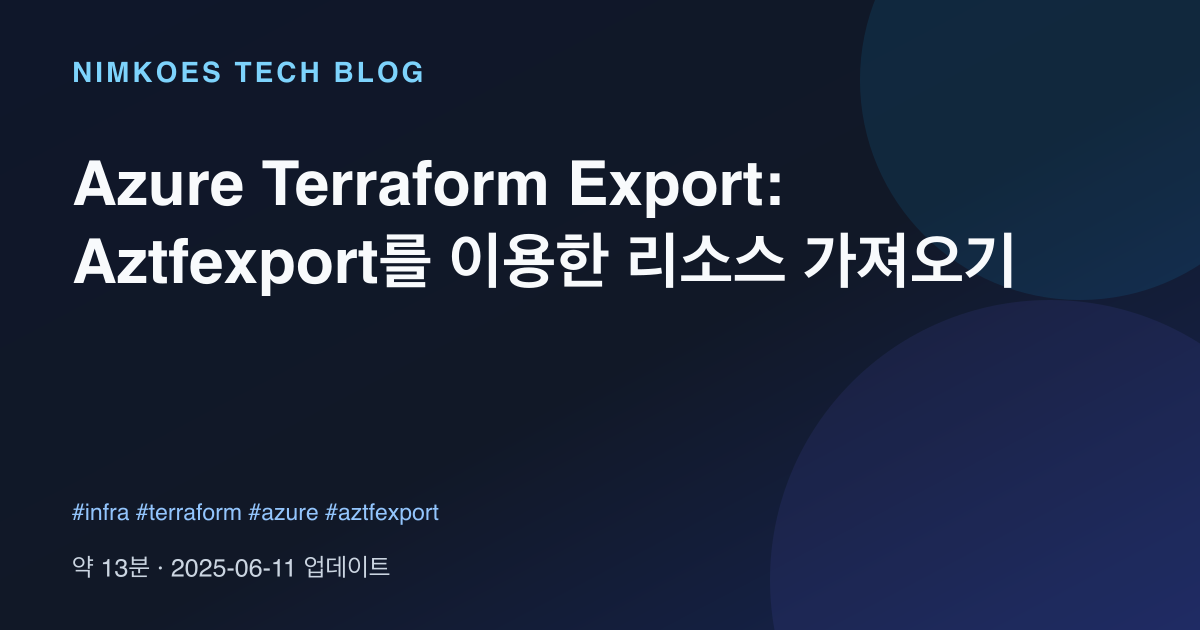 NIMKOES TECH BLOG
Azure Terraform Export:
Aztfexport를 이용한 리소스 가져오기
#infra #terraform #azure #aztfexport
약 13분 · 2025-06-11 업데이트